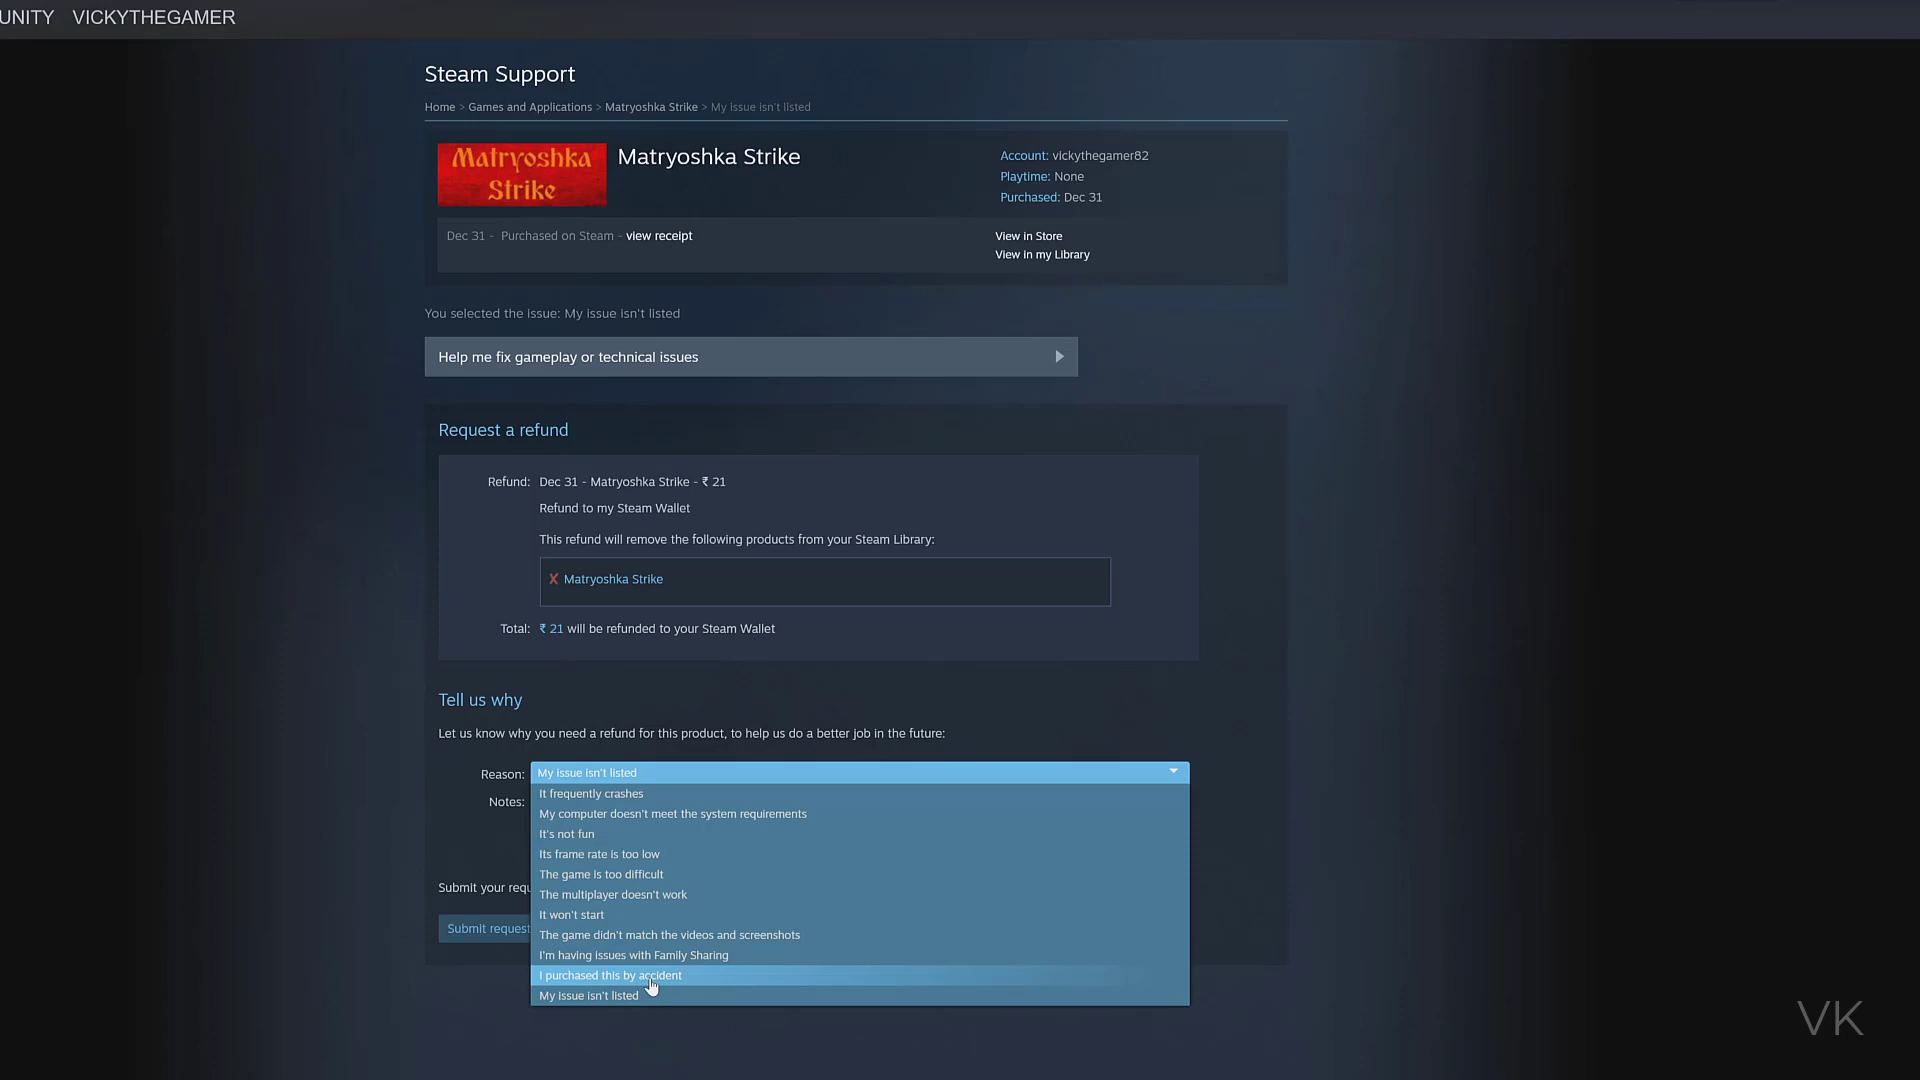 UNITY VICKYTHEGAMER
Steam Support
Home > Games and Applications > Matryoshka Strike > My issue isn't listed
Matryoshka
Strike
Matryoshka Strike
Account: vickythegamer82
Playtime: None
Purchased: Dec 31
Dec 31 - Purchased on Steam - view receipt
View in Store
View in my Library
You selected the issue: My issue isn't listed
Help me fix gameplay or technical issues
Request a refund
Refund: Dec 31 - Matryoshka Strike - ₹ 21
Refund to my Steam Wallet
This refund will remove the following products from your Steam Library:
X Matryoshka Strike
Total: ₹ 21 will be refunded to your Steam Wallet
Tell us why
Let us know why you need a refund for this product, to help us do a better job in the future:
Reason: My issue isn't listed
It frequently crashes
Notes:
My computer doesn't meet the system requirements
It's not fun
Its frame rate is too low
The game is too difficult
Submit your requ
The multiplayer doesn't work
It won't start
Submit request
The game didn't match the videos and screenshots
I'm having issues with Family Sharing
I purchased this by accident
My issue isn't listed
VK